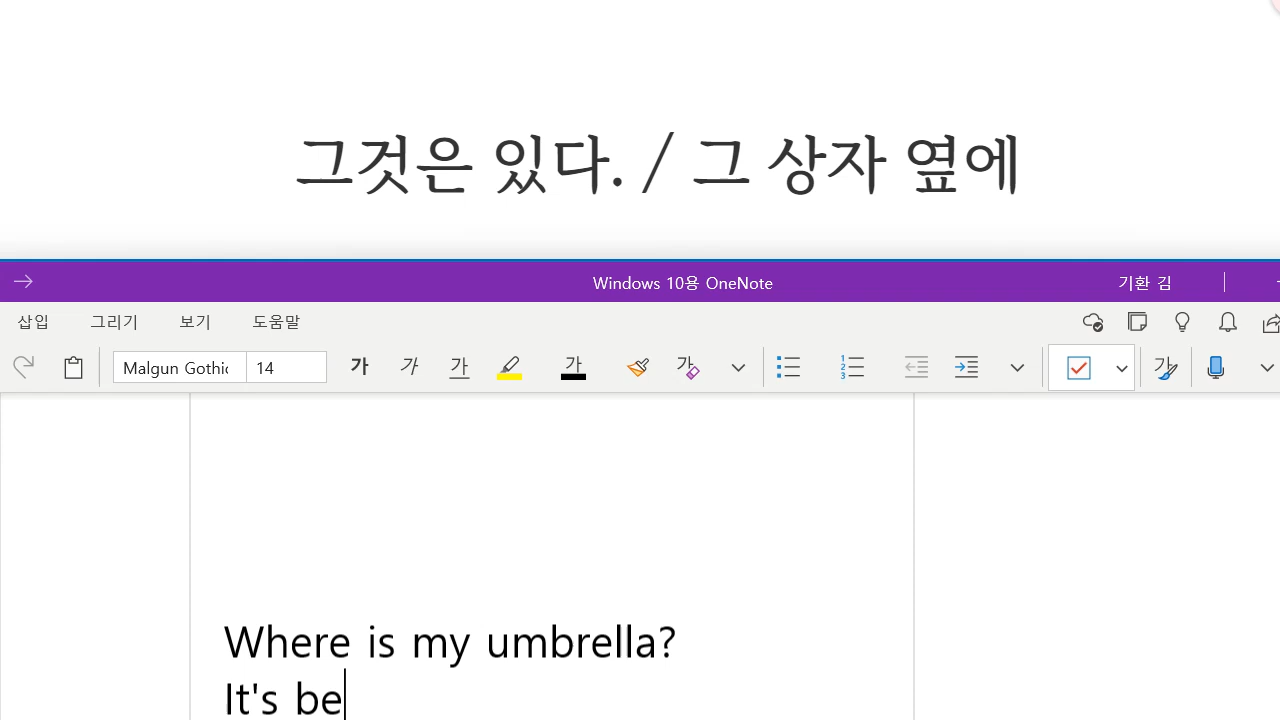 그것은 있다. / 그 상자 옆에
Windows 10용 OneNote
기환 김
삽입 그리기 보기 도움말
Malgun Gothic 14 가 가 가 가 가 가
Where is my umbrella?
It's be